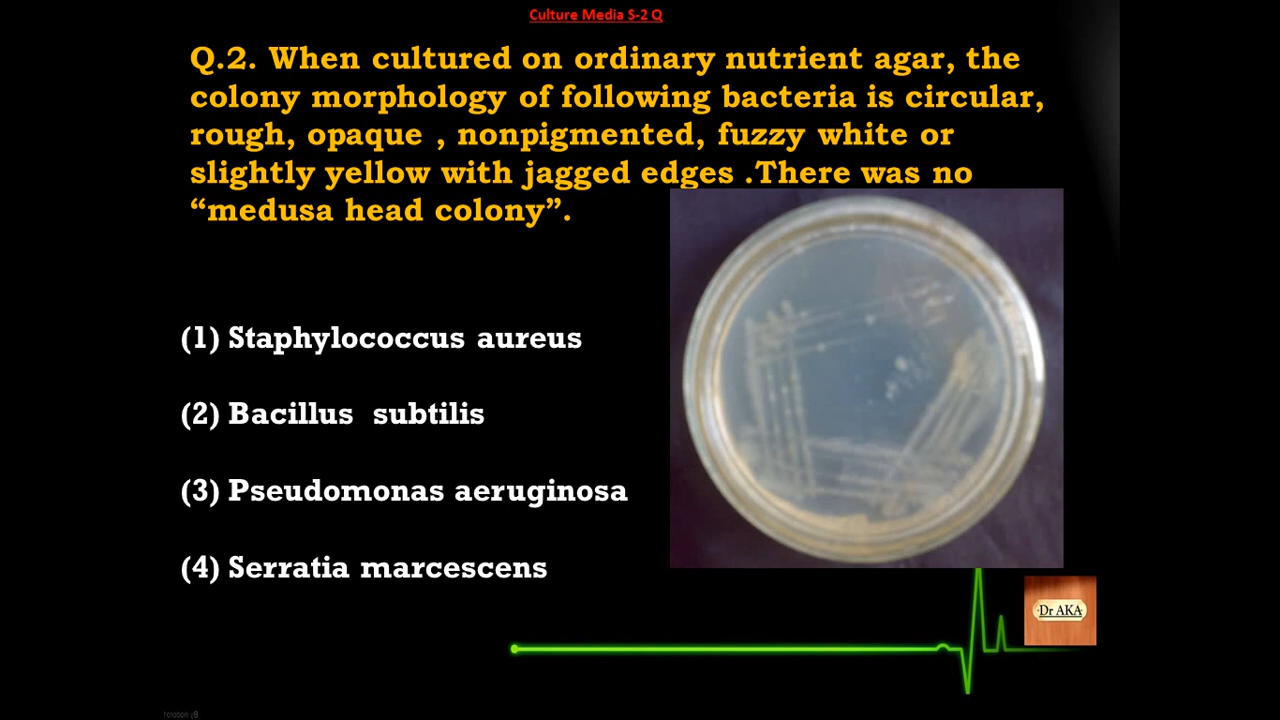 Culture Media S-2 Q
Q.2. When cultured on ordinary nutrient agar, the
colony morphology of following bacteria is circular,
rough, opaque , nonpigmented, fuzzy white or
slightly yellow with jagged edges .There was no
“medusa head colony”.
(1) Staphylococcus aureus
(2) Bacillus  subtilis
(3) Pseudomonas aeruginosa
(4) Serratia marcescens
Dr AKA